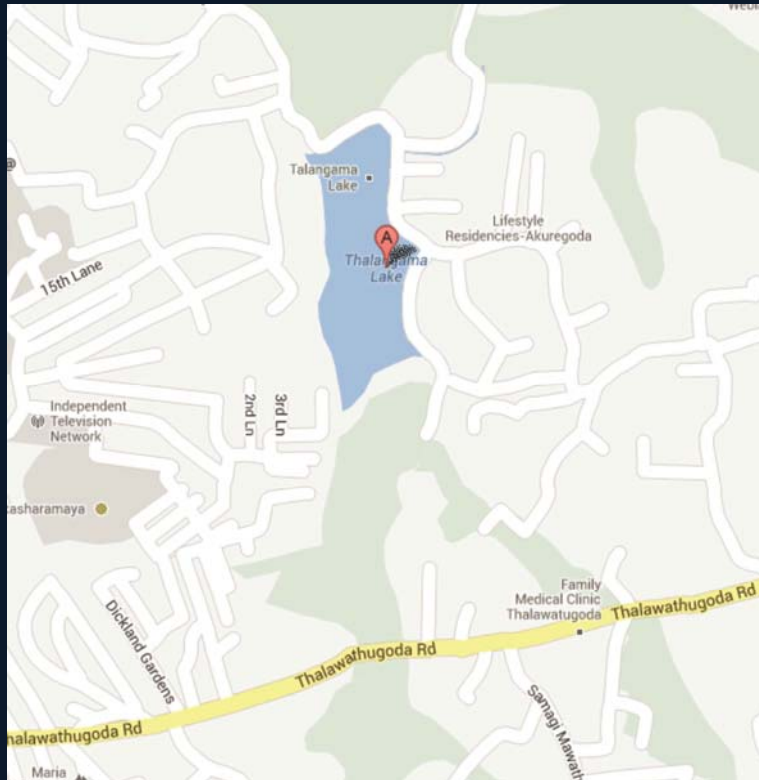 Talangama
Lake
A
Thalangama
Lake
Lifestyle
Residencies-Akuregoda
15th Lane
Independent
Television
Network
2nd Ln
3rd Ln
kasharamaya
Family
Medical Clinic
Thalawatugoda
Thalawathugoda Rd
Dickland Gardens
Thalawathugoda Rd
Samagi Mawath
halawathugoda Rd
Maria